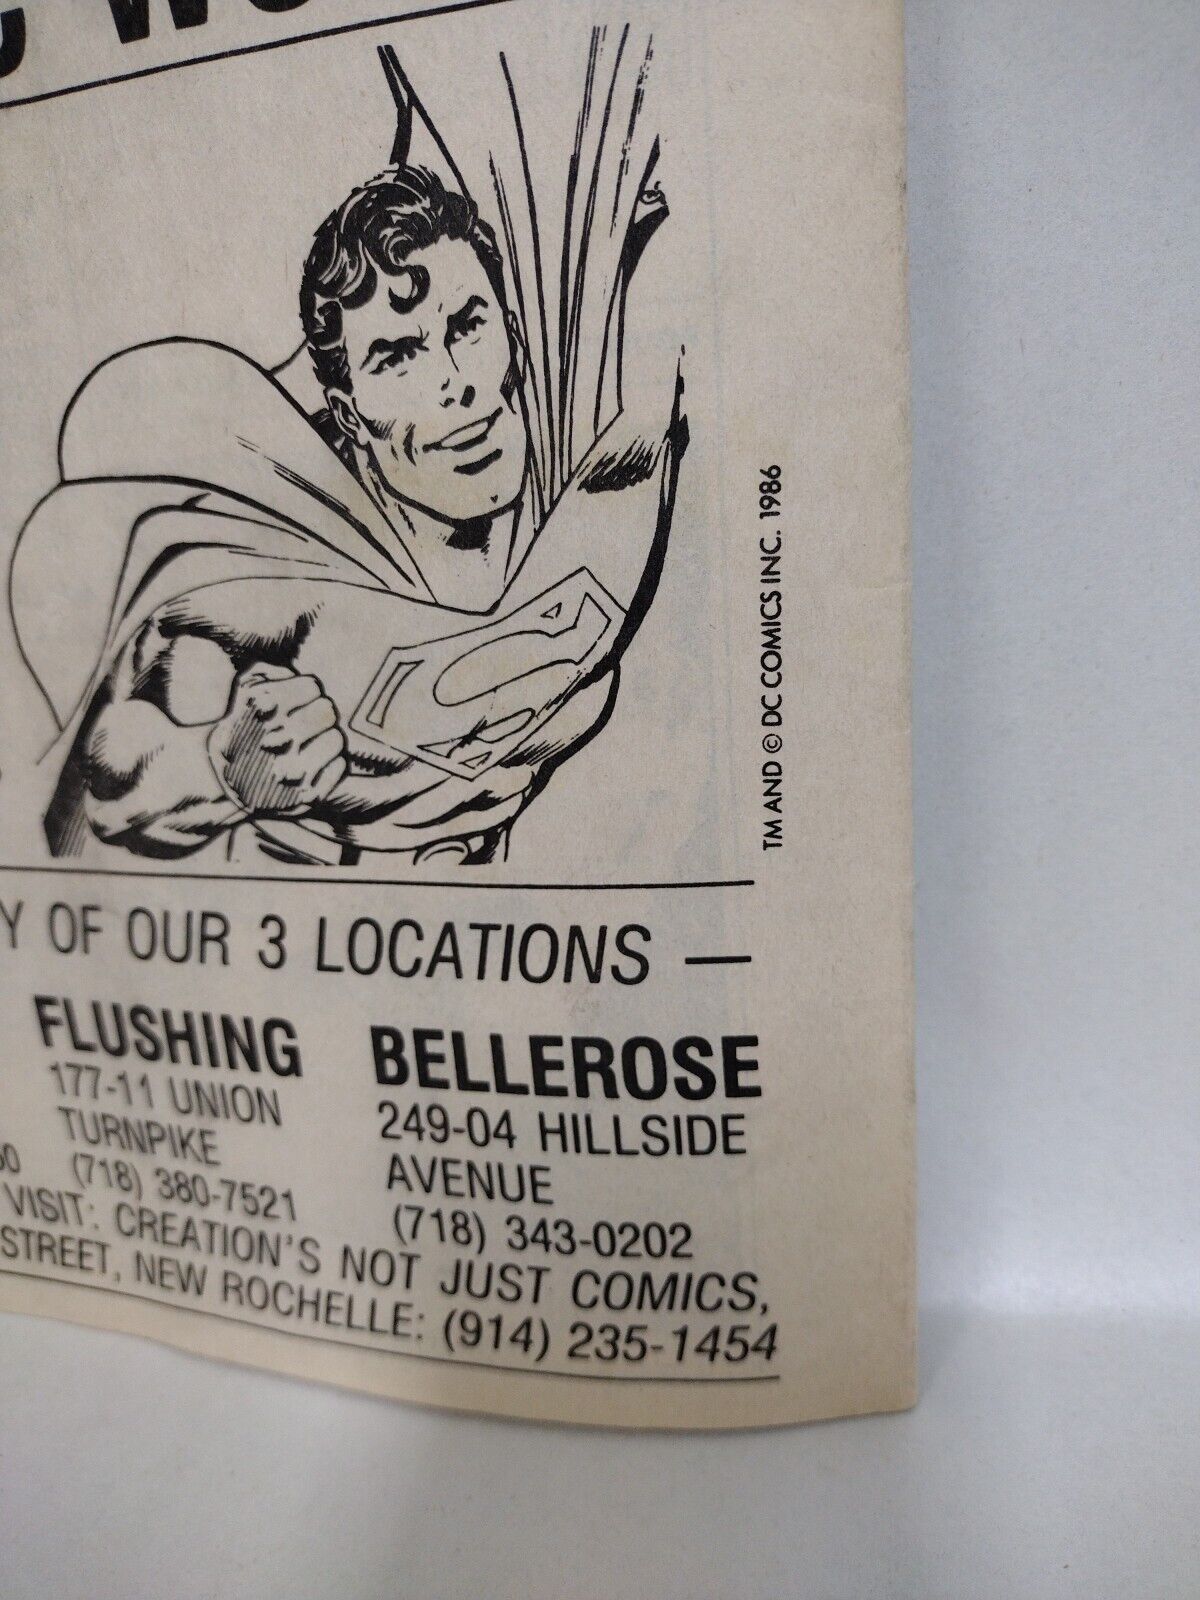 TM AND © DC COMICS INC. 1986
Y OF OUR 3 LOCATIONS —
FLUSHING
177-11 UNION
TURNPIKE
(718) 380-7521
BELLEROSE
249-04 HILLSIDE
AVENUE
(718) 343-0202
VISIT: CREATION'S NOT JUST COMICS,
STREET, NEW ROCHELLE: (914) 235-1454